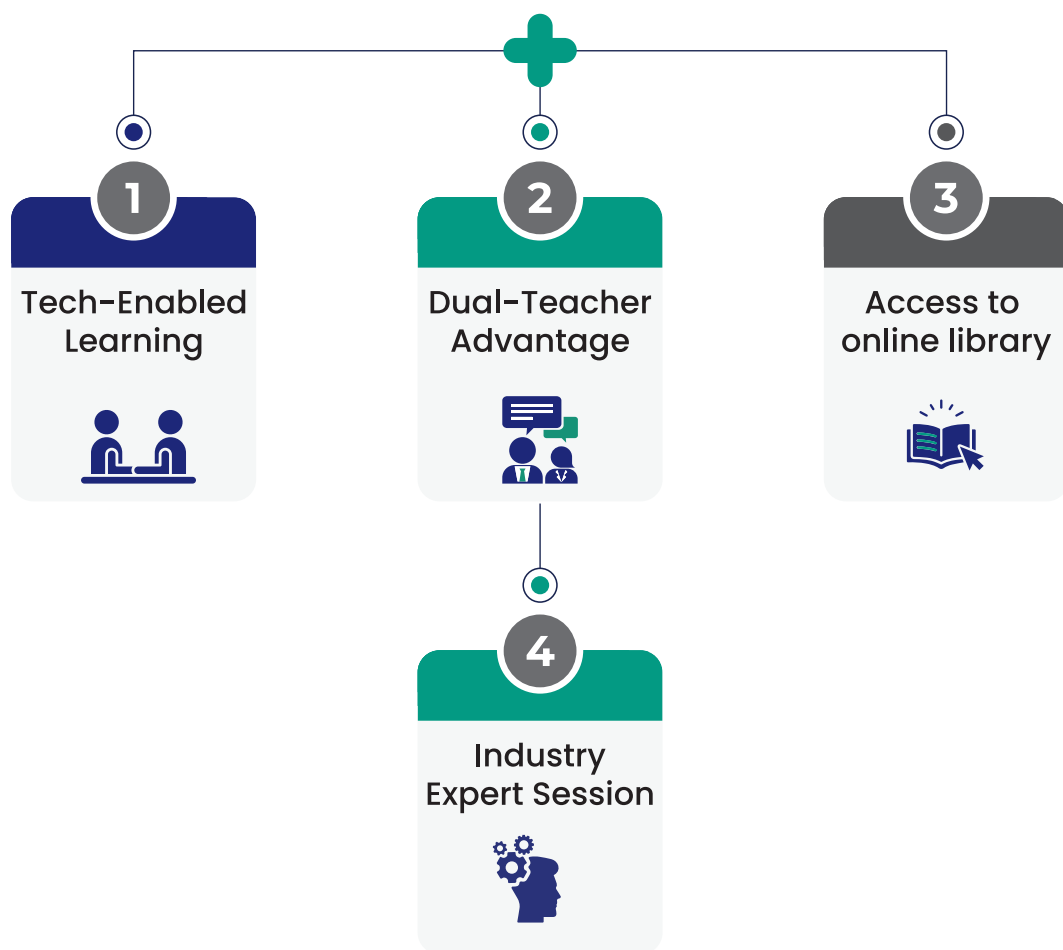 1
Tech-Enabled
Learning
2
Dual-Teacher
Advantage
3
Access to
online library
4
Industry
Expert Session